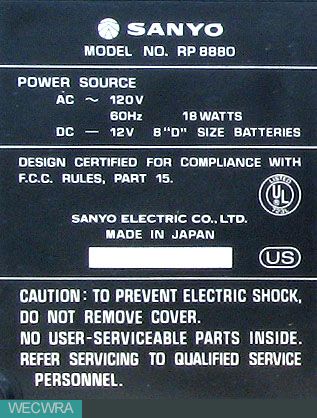 SANYO
MODEL NO. RP 8880
POWER SOURCE
AC ~ 120V
60Hz 18 WATTS
DC — 12V 8 "D" SIZE BATTERIES
DESIGN CERTIFIED FOR COMPLIANCE WITH
F.C.C. RULES, PART 15.
LISTED
UL
SANYO ELECTRIC CO., LTD.
MADE IN JAPAN
US
CAUTION: TO PREVENT ELECTRIC SHOCK,
DO NOT REMOVE COVER.
NO USER-SERVICEABLE PARTS INSIDE.
REFER SERVICING TO QUALIFIED SERVICE
PERSONNEL.
WECWRA